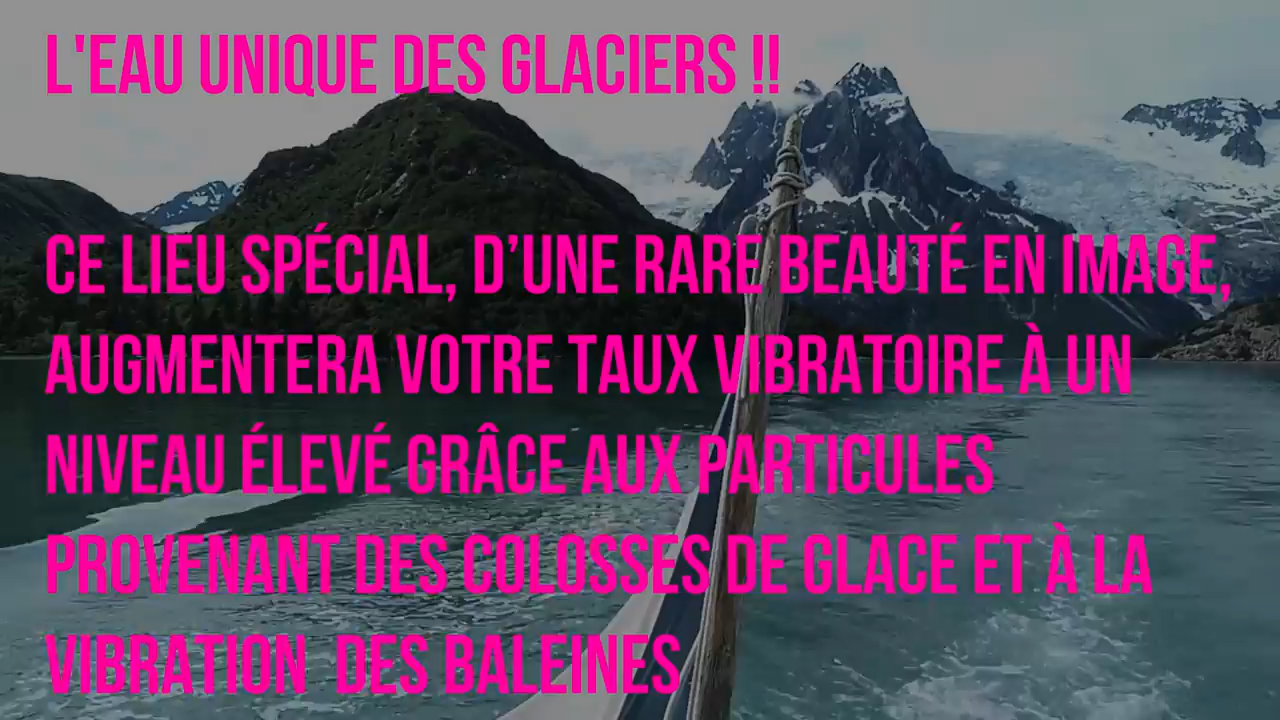 L'EAU UNIQUE DES GLACIERS !!
CE LIEU SPÉCIAL, D’UNE RARE BEAUTÉ EN IMAGE,
AUGMENTERA VOTRE TAUX VIBRATOIRE À UN
NIVEAU ÉLEVÉ GRÂCE AUX PARTICULES
PROVENANT DES COLOSSES DE GLACE ET À LA
VIBRATION  DES BALEINES